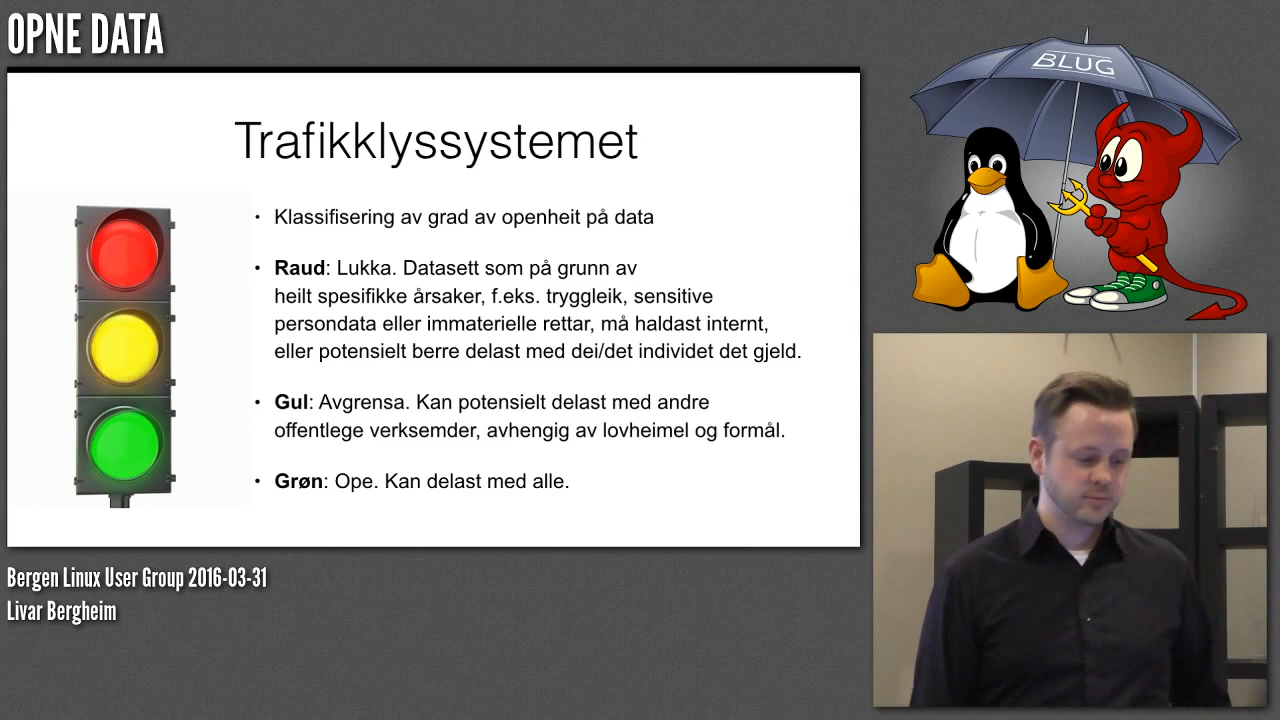 OPNE DATA
BLUG
Trafikklyssystemet
• Klassifisering av grad av openheit på data
• Raud: Lukka. Datasett som på grunn av
heilt spesifikke årsaker, f.eks. tryggleik, sensitive
persondata eller immaterielle rettar, må haldast internt,
eller potensielt berre delast med dei/det individet det gjeld.
• Gul: Avgrensa. Kan potensielt delast med andre
offentlege verksemder, avhengig av lovheimel og formål.
• Grøn: Ope. Kan delast med alle.
Bergen Linux User Group 2016-03-31
Livar Bergheim